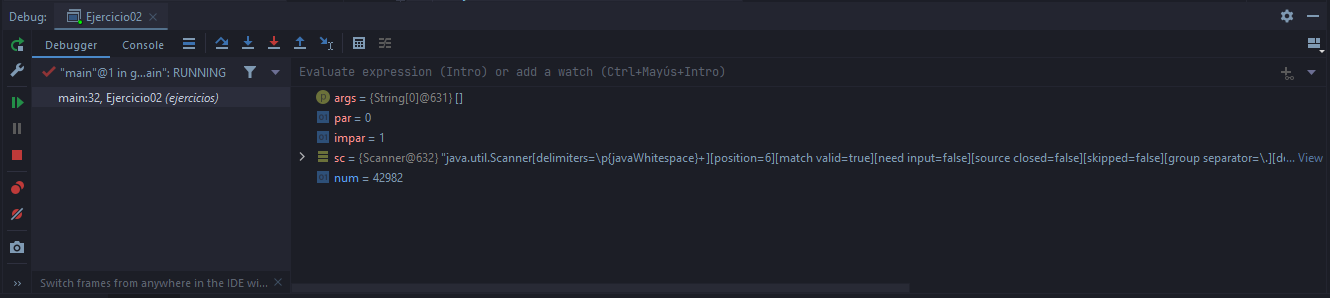 Debug: Ejercicio02
Debugger Console
"main"@1 in g...ain": RUNNING
Evaluate expression (Intro) or add a watch (Ctrl+Mayús+Intro)
main:32, Ejercicio02 (ejercicios)
args = {String[0]@631} []
par = 0
impar = 1
sc = {Scanner@632} "java.util.Scanner[delimiters=\p{javaWhitespace}+][position=6][match valid=true][need input=false][source closed=false][skipped=false][group separator=\.][de... View
num = 42982
Switch frames from anywhere in the IDE wi...